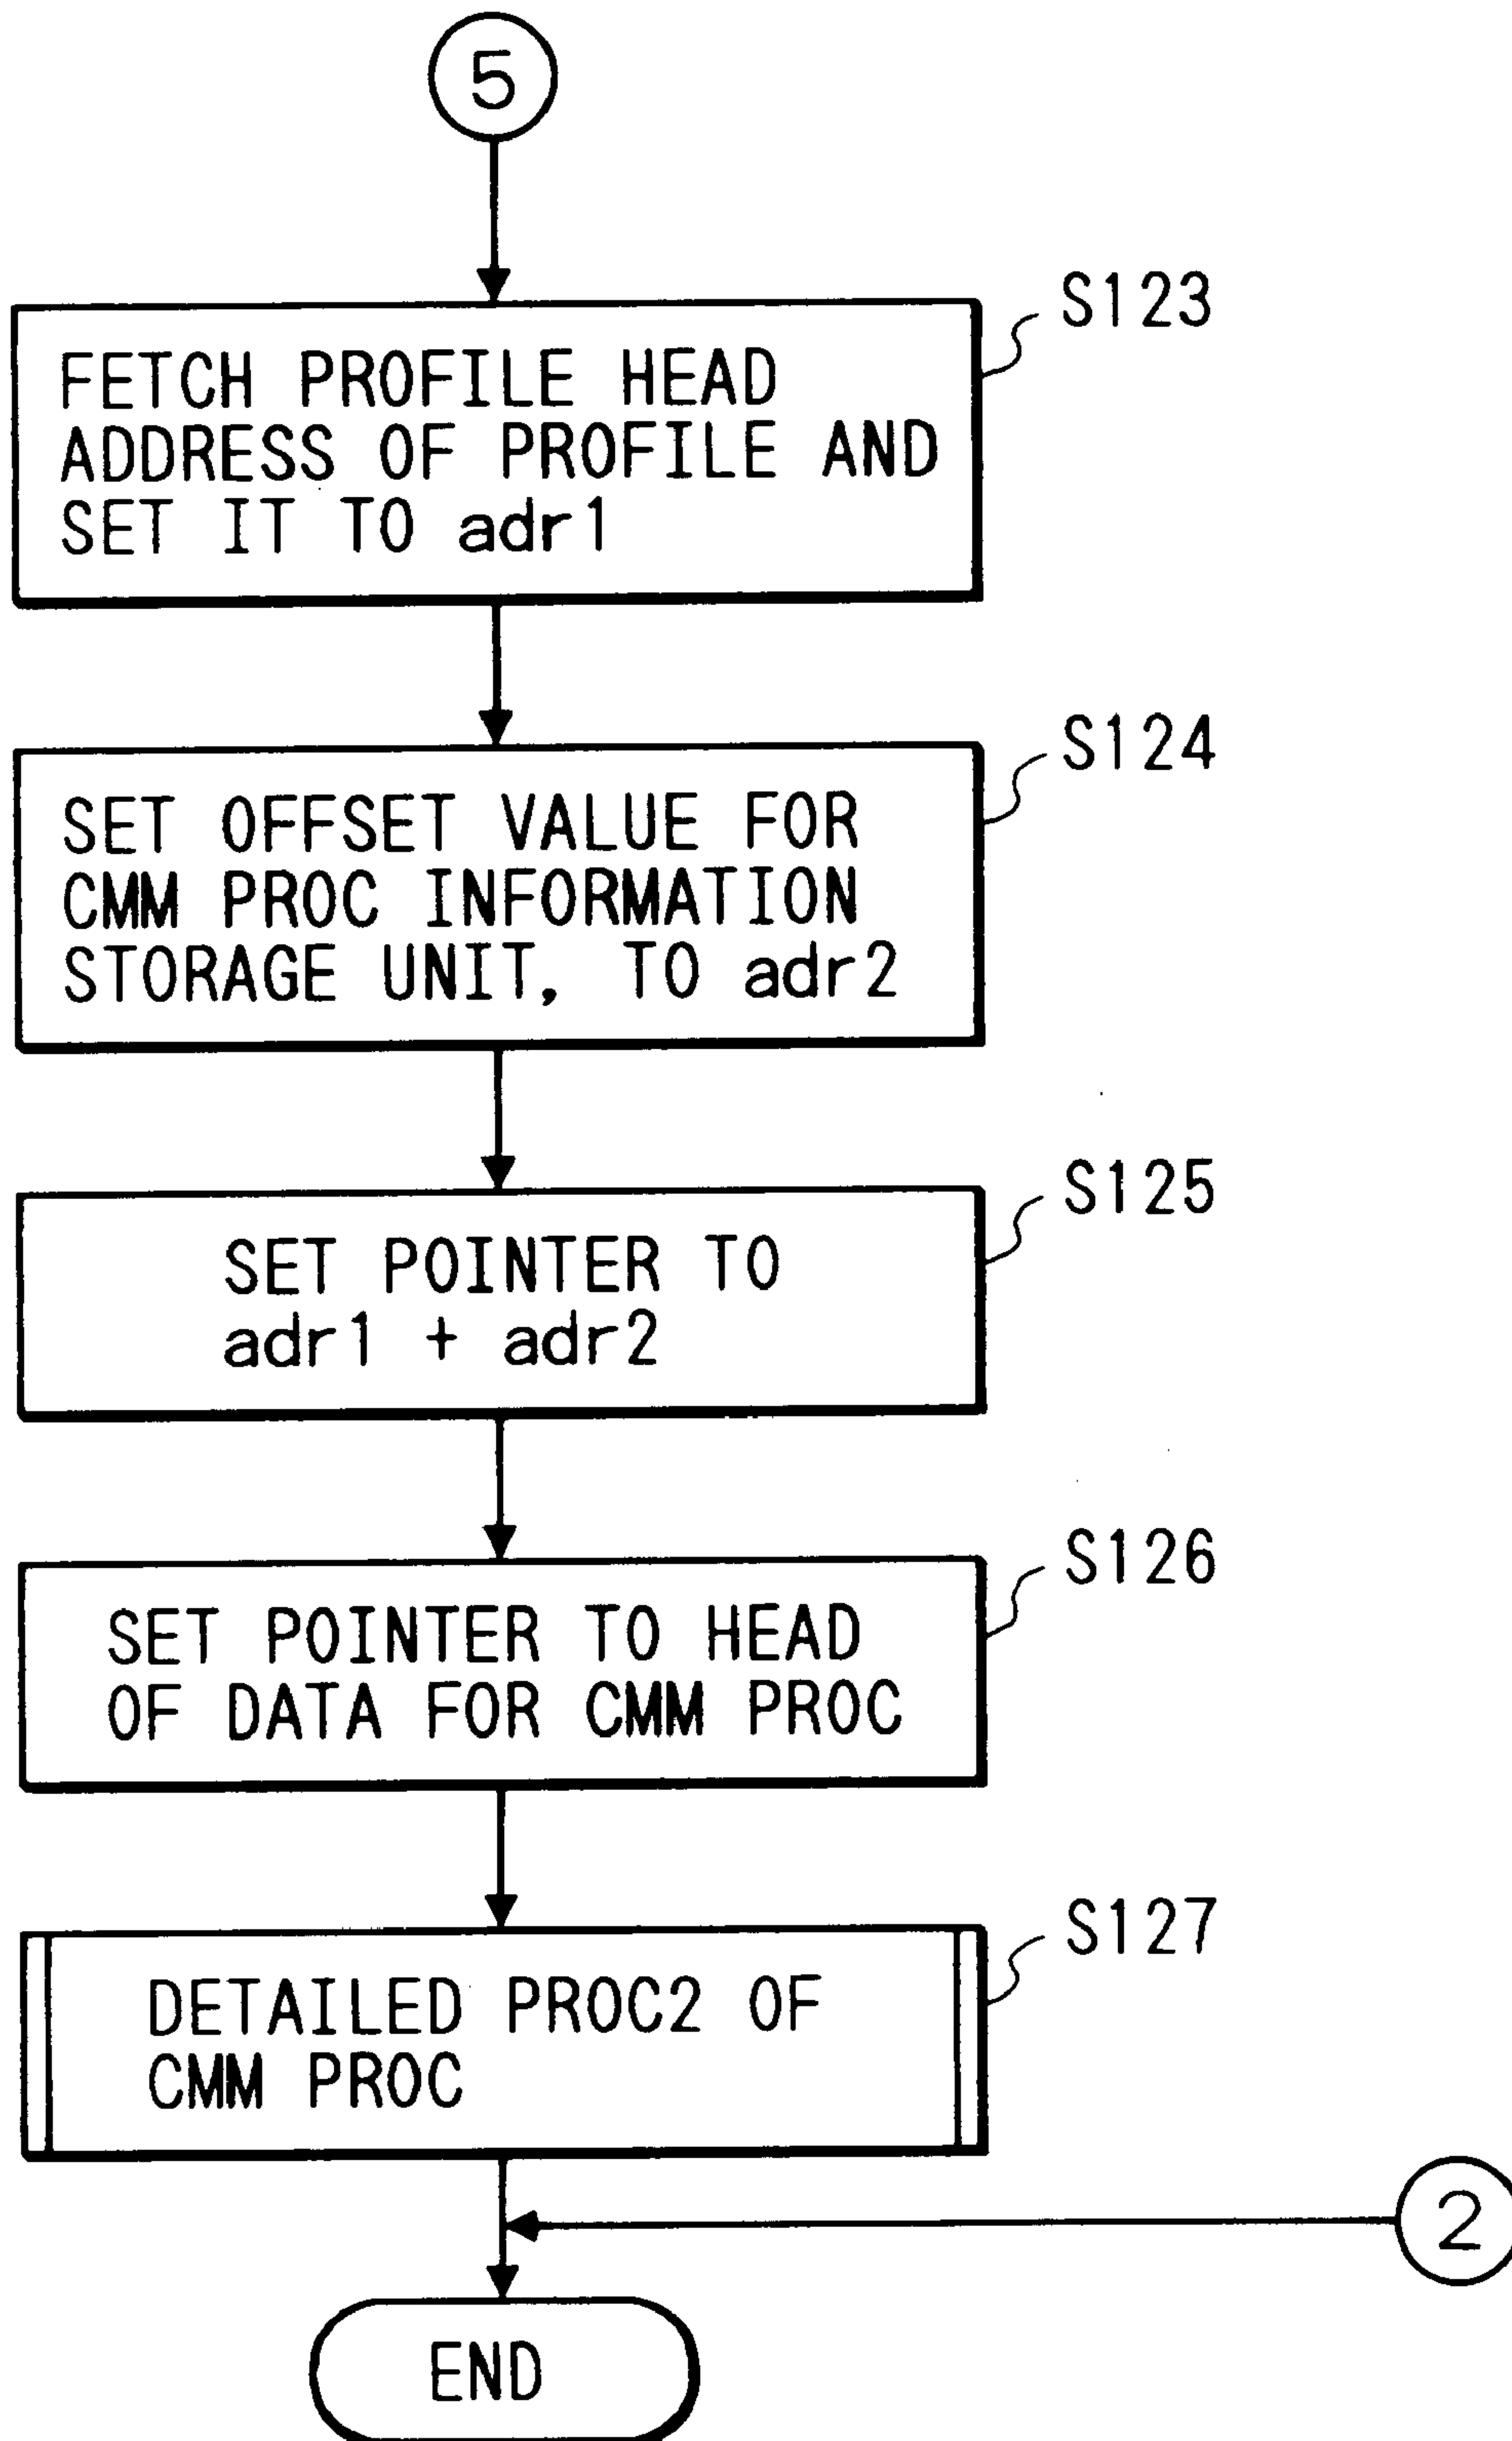 5
S123
FETCH PROFILE HEAD
ADDRESS OF PROFILE AND
SET IT TO adr1
S124
SET OFFSET VALUE FOR
CMM PROC INFORMATION
STORAGE UNIT, TO adr2
S125
SET POINTER TO
adr1 + adr2
S126
SET POINTER TO HEAD
OF DATA FOR CMM PROC
S127
DETAILED PROC2 OF
CMM PROC
2
END